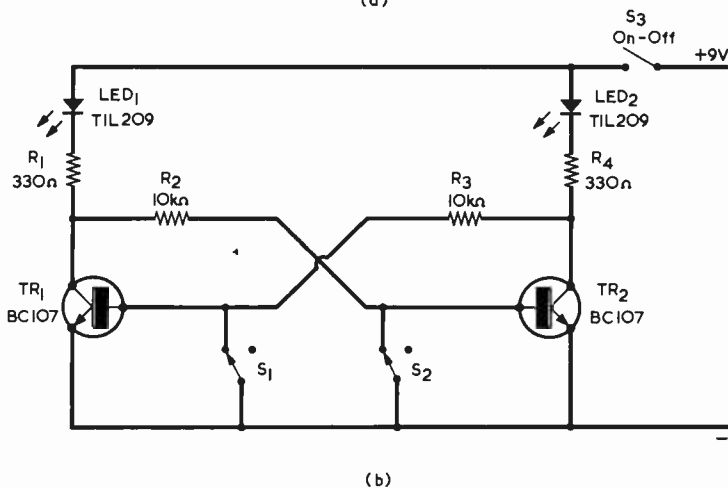 (a)
S3
On-Off
+9V
LED1
TIL209
LED2
TIL209
R1
330Ω
R2
10kΩ
R3
10kΩ
R4
330Ω
TR1
BC107
TR2
BC107
S1
S2
−
(b)